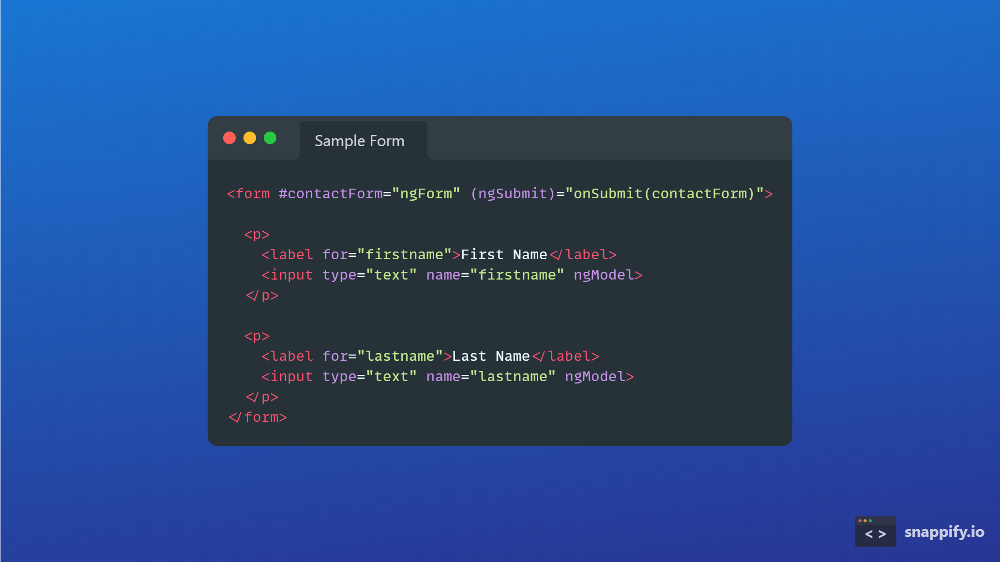 Sample Form
<form #contactForm="ngForm" (ngSubmit)="onSubmit(contactForm)">
<p>
<label for="firstname">First Name</label>
<input type="text" name="firstname" ngModel>
</p>
<p>
<label for="lastname">Last Name</label>
<input type="text" name="lastname" ngModel>
</p>
</form>
< >
snappify.io